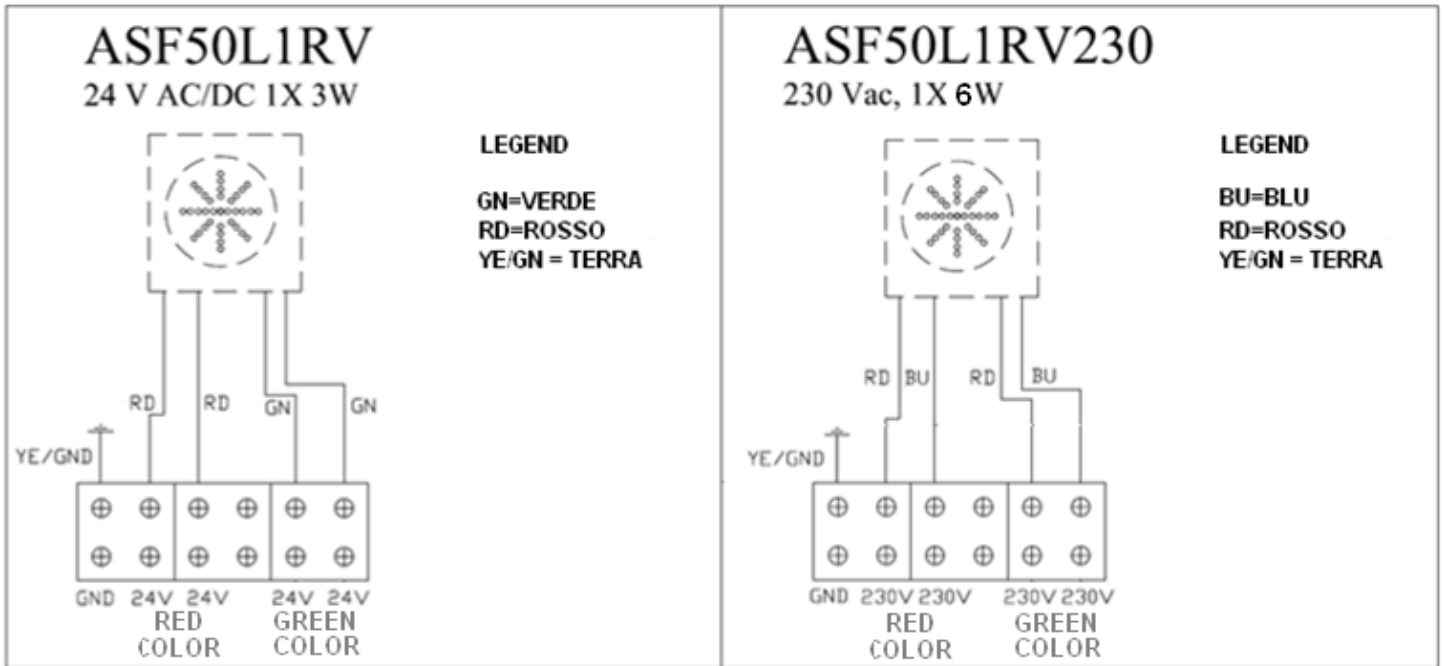 ASF50L1RV
24 V AC/DC 1X 3W
LEGEND
GN=VERDE
RD=ROSSO
YE/GN = TERRA
RD RD GN GN
YE/GND
GND 24V 24V 24V 24V
RED GREEN
COLOR COLOR
ASF50L1RV230
230 Vac, 1X 6W
LEGEND
BU=BLU
RD=ROSSO
YE/GN = TERRA
RD BU RD BU
YE/GND
GND 230V 230V 230V 230V
RED GREEN
COLOR COLOR